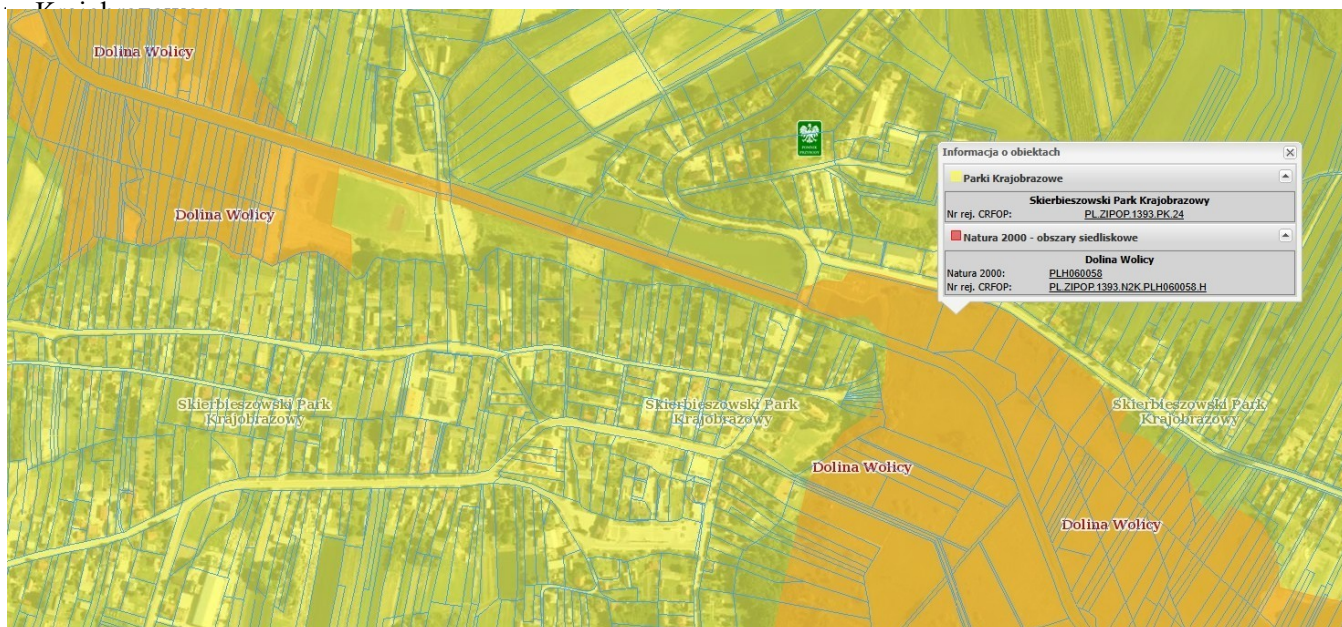 Dolina Wolicy
POMNIK
PRZYRODY
Informacja o obiektach
Parki Krajobrazowe
Skierbieszowski Park Krajobrazowy
Nr rej. CRFOP: PL.ZIPOP.1393.PK.24
Natura 2000 - obszary siedliskowe
Dolina Wolicy
Natura 2000: PLH060058
Nr rej. CRFOP: PL.ZIPOP.1393.N2K.PLH060058.H
Dolina Wolicy
Skierbieszowski Park
Krajobrazowy
Skierbieszowski Park
Krajobrazowy
Skierbieszowski Park
Krajobrazowy
Dolina Wolicy
Dolina Wolicy